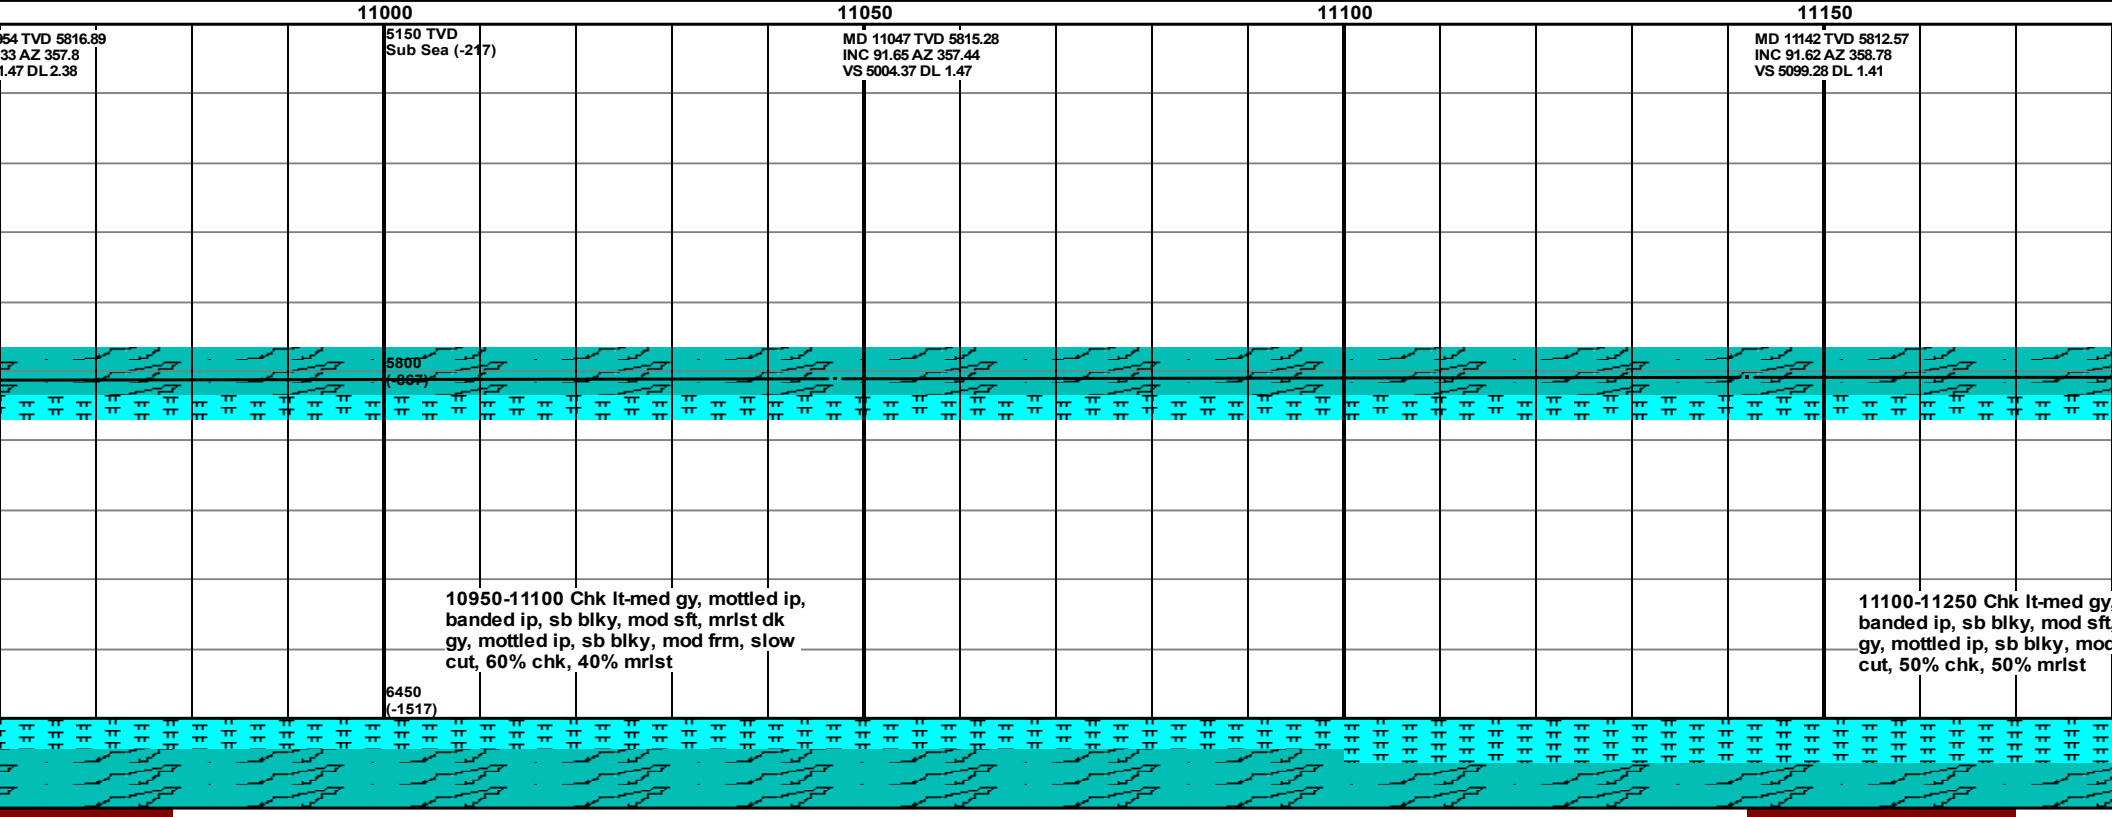 11000 11050 11100 11150
54 TVD 5816.89
33 AZ 357.8
1.47 DL 2.38
5150 TVD
Sub Sea (-217)
MD 11047 TVD 5815.28
INC 91.65 AZ 357.44
VS 5004.37 DL 1.47
MD 11142 TVD 5812.57
INC 91.62 AZ 358.78
VS 5099.28 DL 1.41
5800
(-867)
10950-11100 Chk lt-med gy, mottled ip,
banded ip, sb blky, mod sft, mrlst dk
gy, mottled ip, sb blky, mod frm, slow
cut, 60% chk, 40% mrlst
11100-11250 Chk lt-med gy,
banded ip, sb blky, mod sft,
gy, mottled ip, sb blky, mod
cut, 50% chk, 50% mrlst
6450
(-1517)